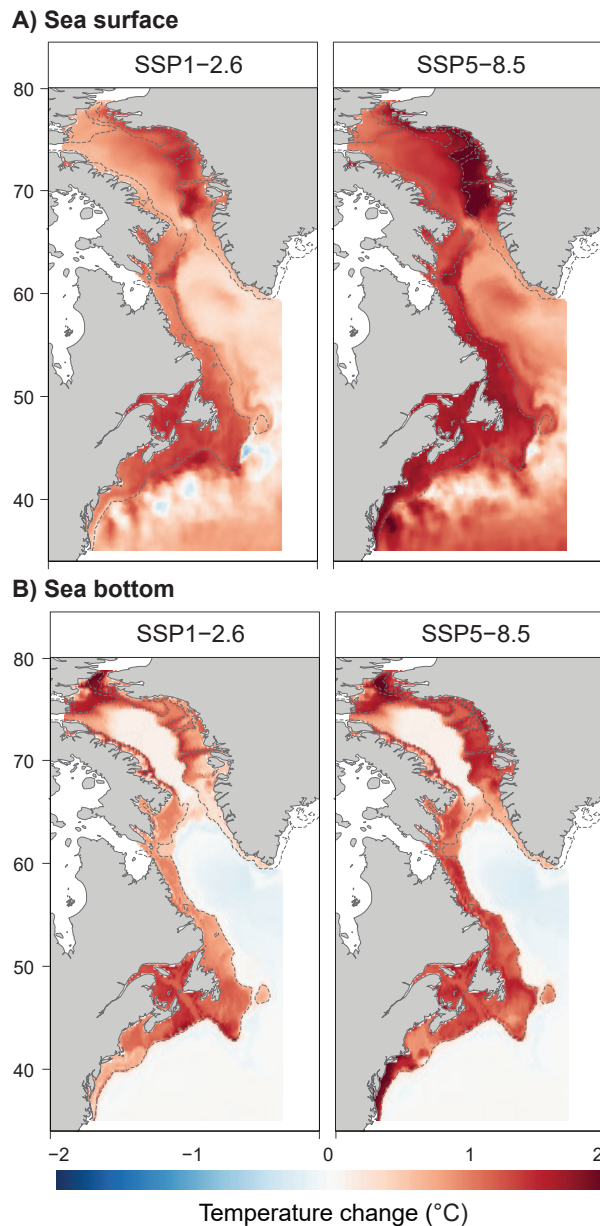 A) Sea surface
SSP1−2.6 SSP5−8.5
80
70
60
50
40
B) Sea bottom
SSP1−2.6 SSP5−8.5
80
70
60
50
40
−2 −1 0 1 2
Temperature change (°C)